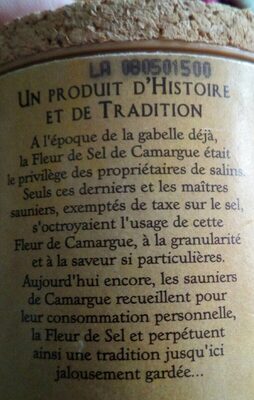 LA 080501500
UN PRODUIT D'HISTOIRE
ET DE TRADITION
A l'époque de la gabelle déjà,
la Fleur de Sel de Camargue était
le privilège des propriétaires de salins.
Seuls ces derniers et les maîtres
sauniers, exemptés de taxe sur le sel,
s'octroyaient l'usage de cette
Fleur de Camargue, à la granularité
et à la saveur si particulières.
Aujourd'hui encore, les sauniers
de Camargue recueillent pour
leur consommation personnelle,
la Fleur de Sel et perpétuent
ainsi une tradition jusqu'ici
jalousement gardée...